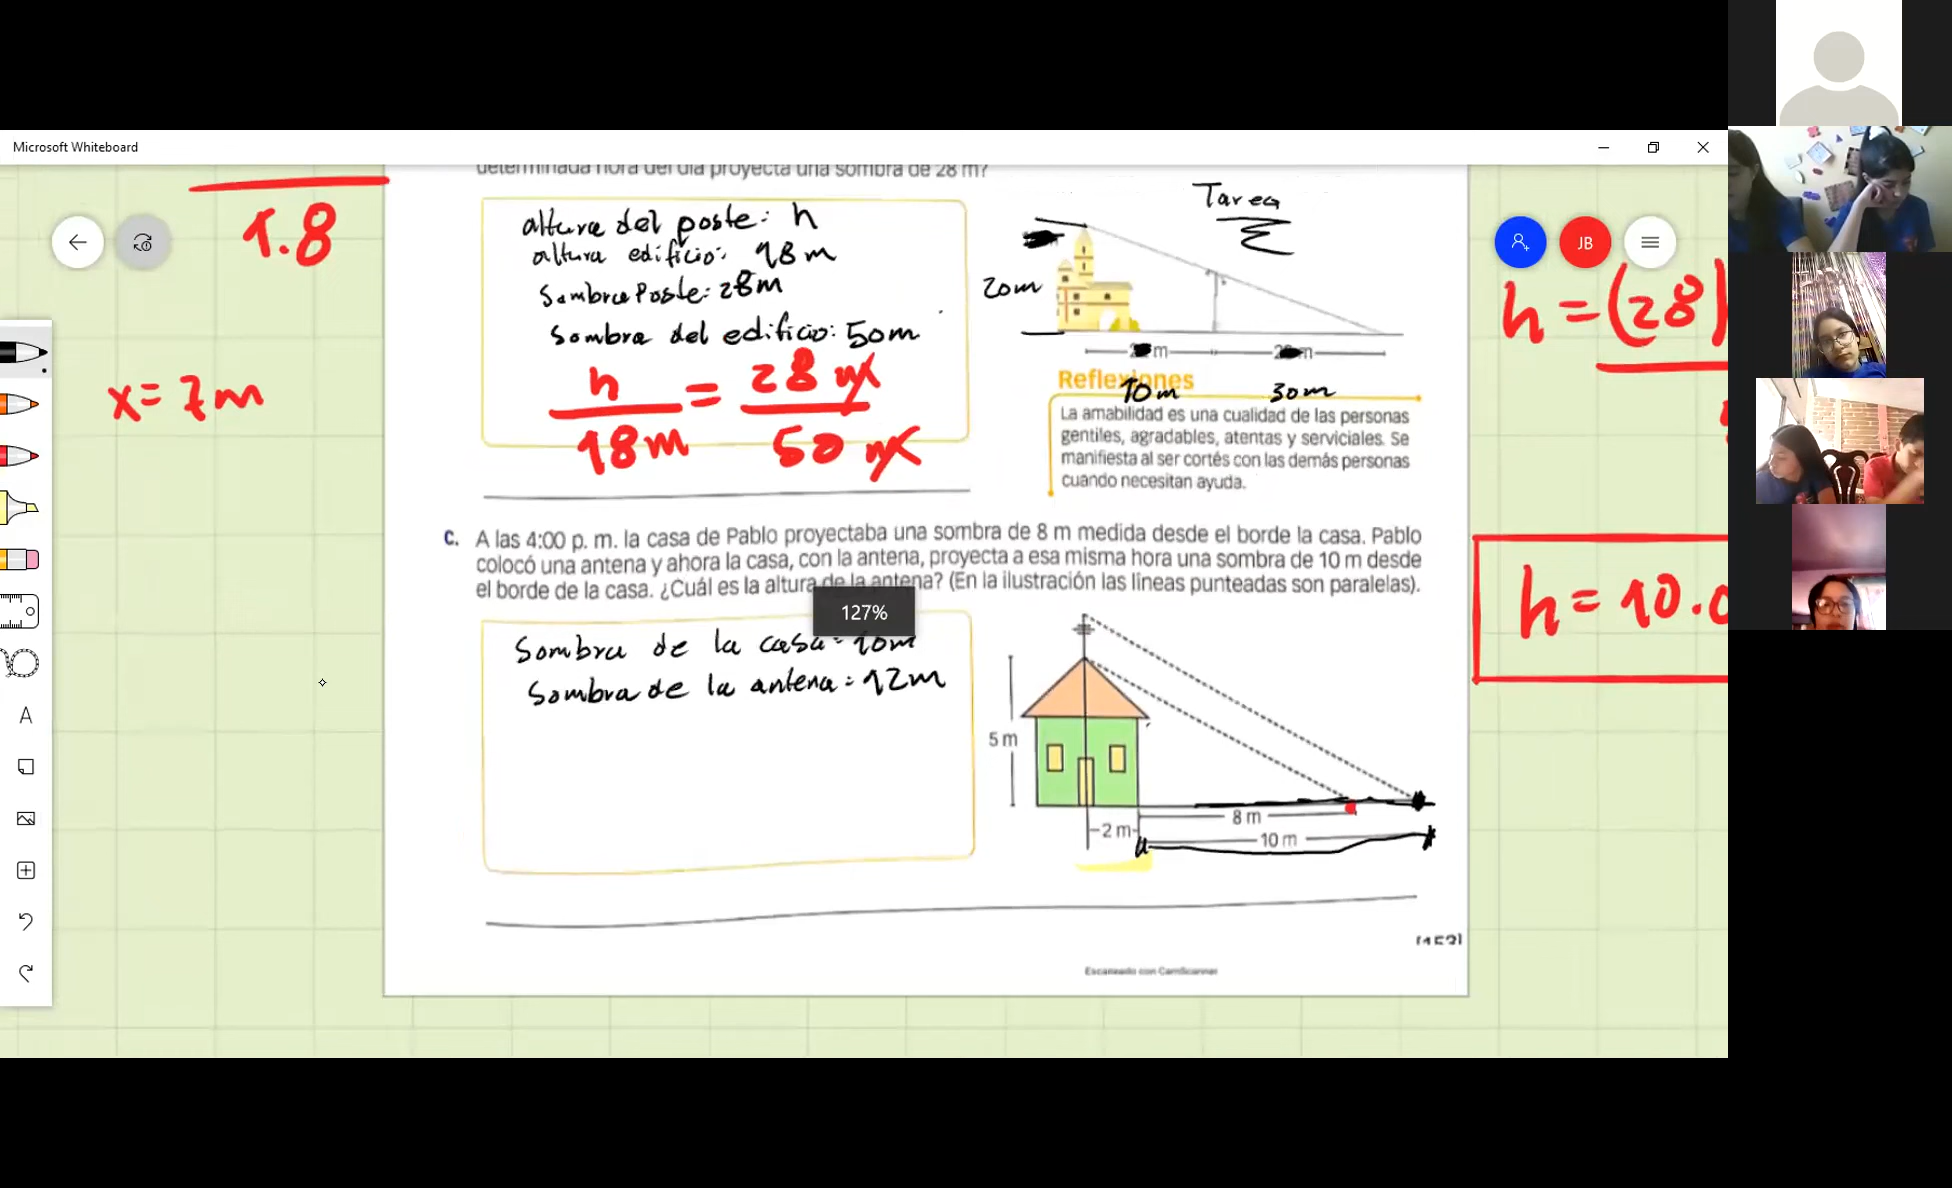 Microsoft Whiteboard
determinada hora del día proyecta una sombra de 28 m?
1.8
x = 7m
altura del poste: h
altura edificio: 18 m
Sombra Poste: 28m
Sombra del edificio: 50m
h = 28 m
18m 50 m
Tarea
20m
m
10m 30m
Reflexiones
La amabilidad es una cualidad de las personas
gentiles, agradables, atentas y serviciales. Se
manifiesta al ser cortés con las demás personas
cuando necesitan ayuda.
JB
h = (28)
h = 10.0
C. A las 4:00 p. m. la casa de Pablo proyectaba una sombra de 8 m medida desde el borde la casa. Pablo
colocó una antena y ahora la casa, con la antena, proyecta a esa misma hora una sombra de 10 m desde
el borde de la casa. ¿Cuál es la altura de la antena? (En la ilustración las líneas punteadas son paralelas).
127%
Sombra de la casa = 10m
Sombra de la antena = 12m
5 m
8 m
2 m
10 m
Escaneado con CamScanner
A